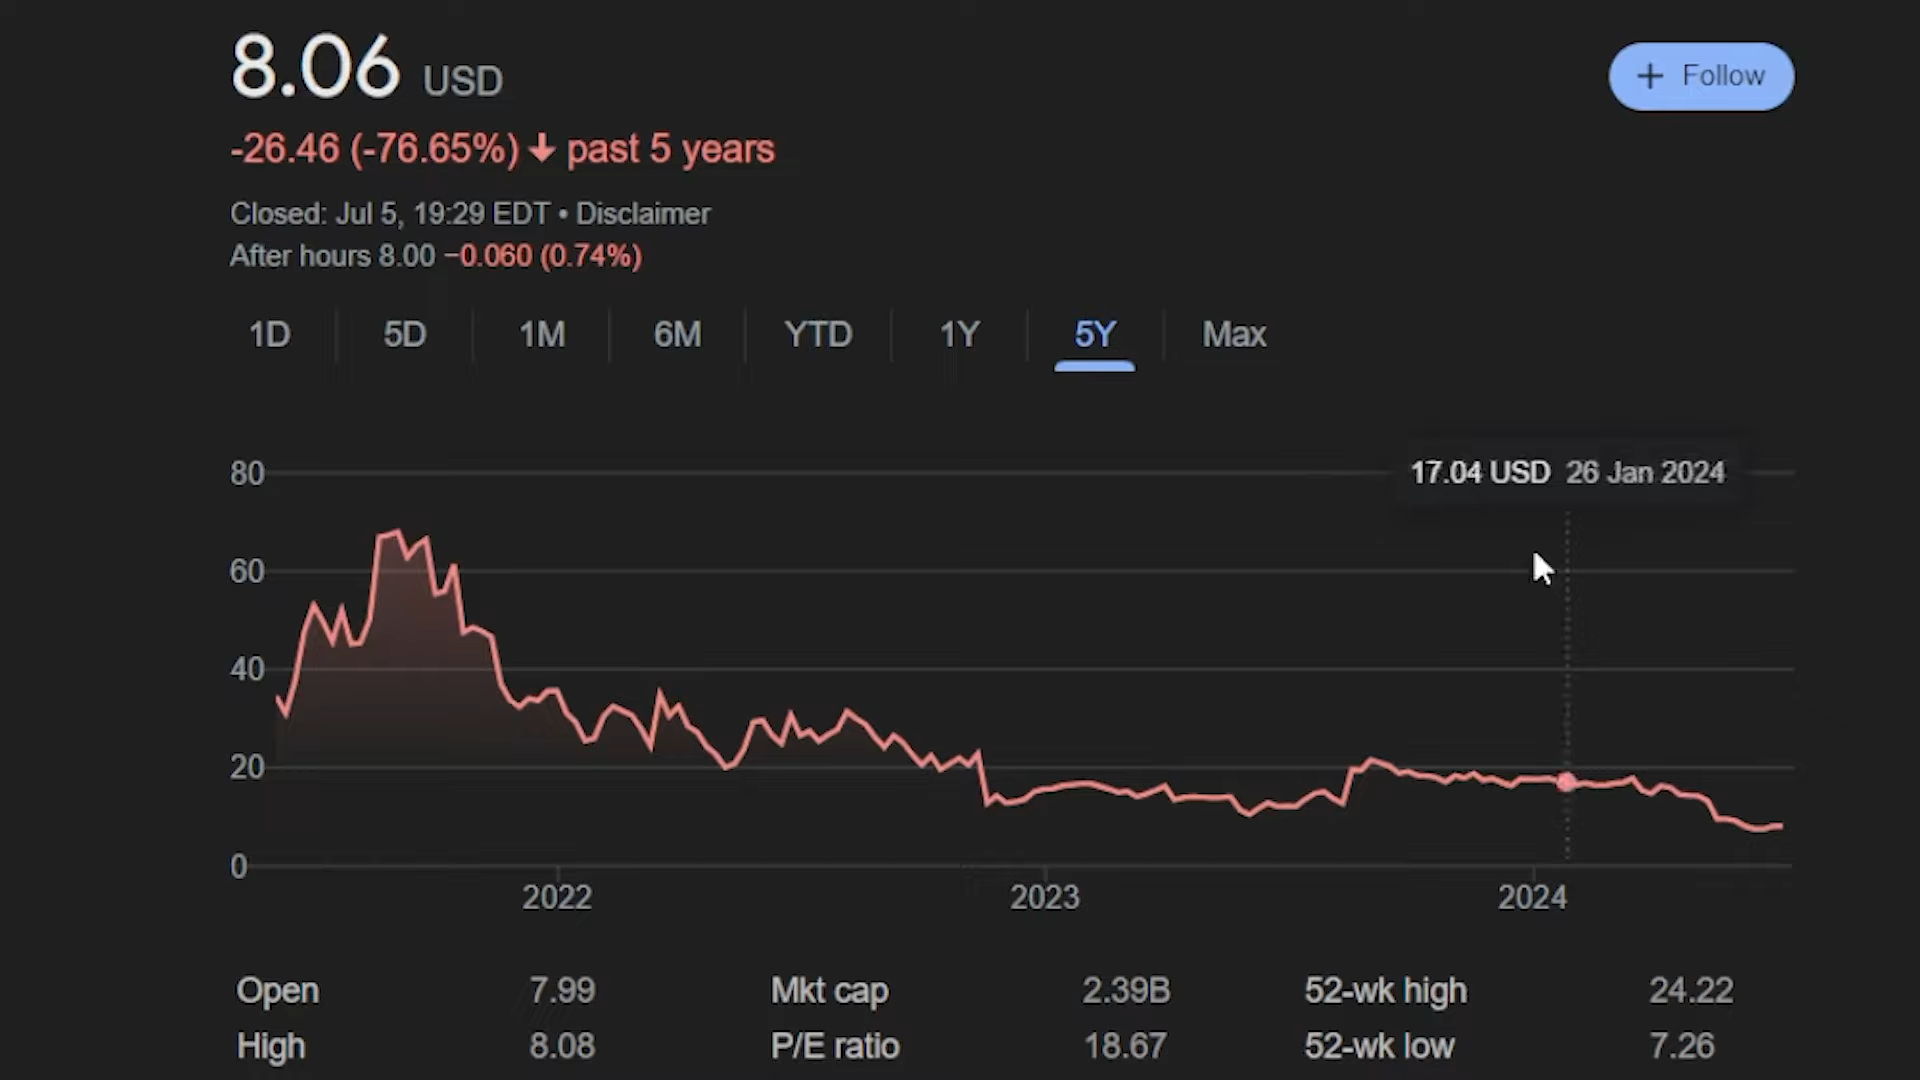 8.06 USD
+ Follow
-26.46 (-76.65%) ↓ past 5 years
Closed: Jul 5, 19:29 EDT • Disclaimer
After hours 8.00 −0.060 (0.74%)
1D 5D 1M 6M YTD 1Y 5Y Max
80
17.04 USD 26 Jan 2024
60
40
20
0
2022 2023 2024
Open 7.99 Mkt cap 2.39B 52-wk high 24.22
High 8.08 P/E ratio 18.67 52-wk low 7.26